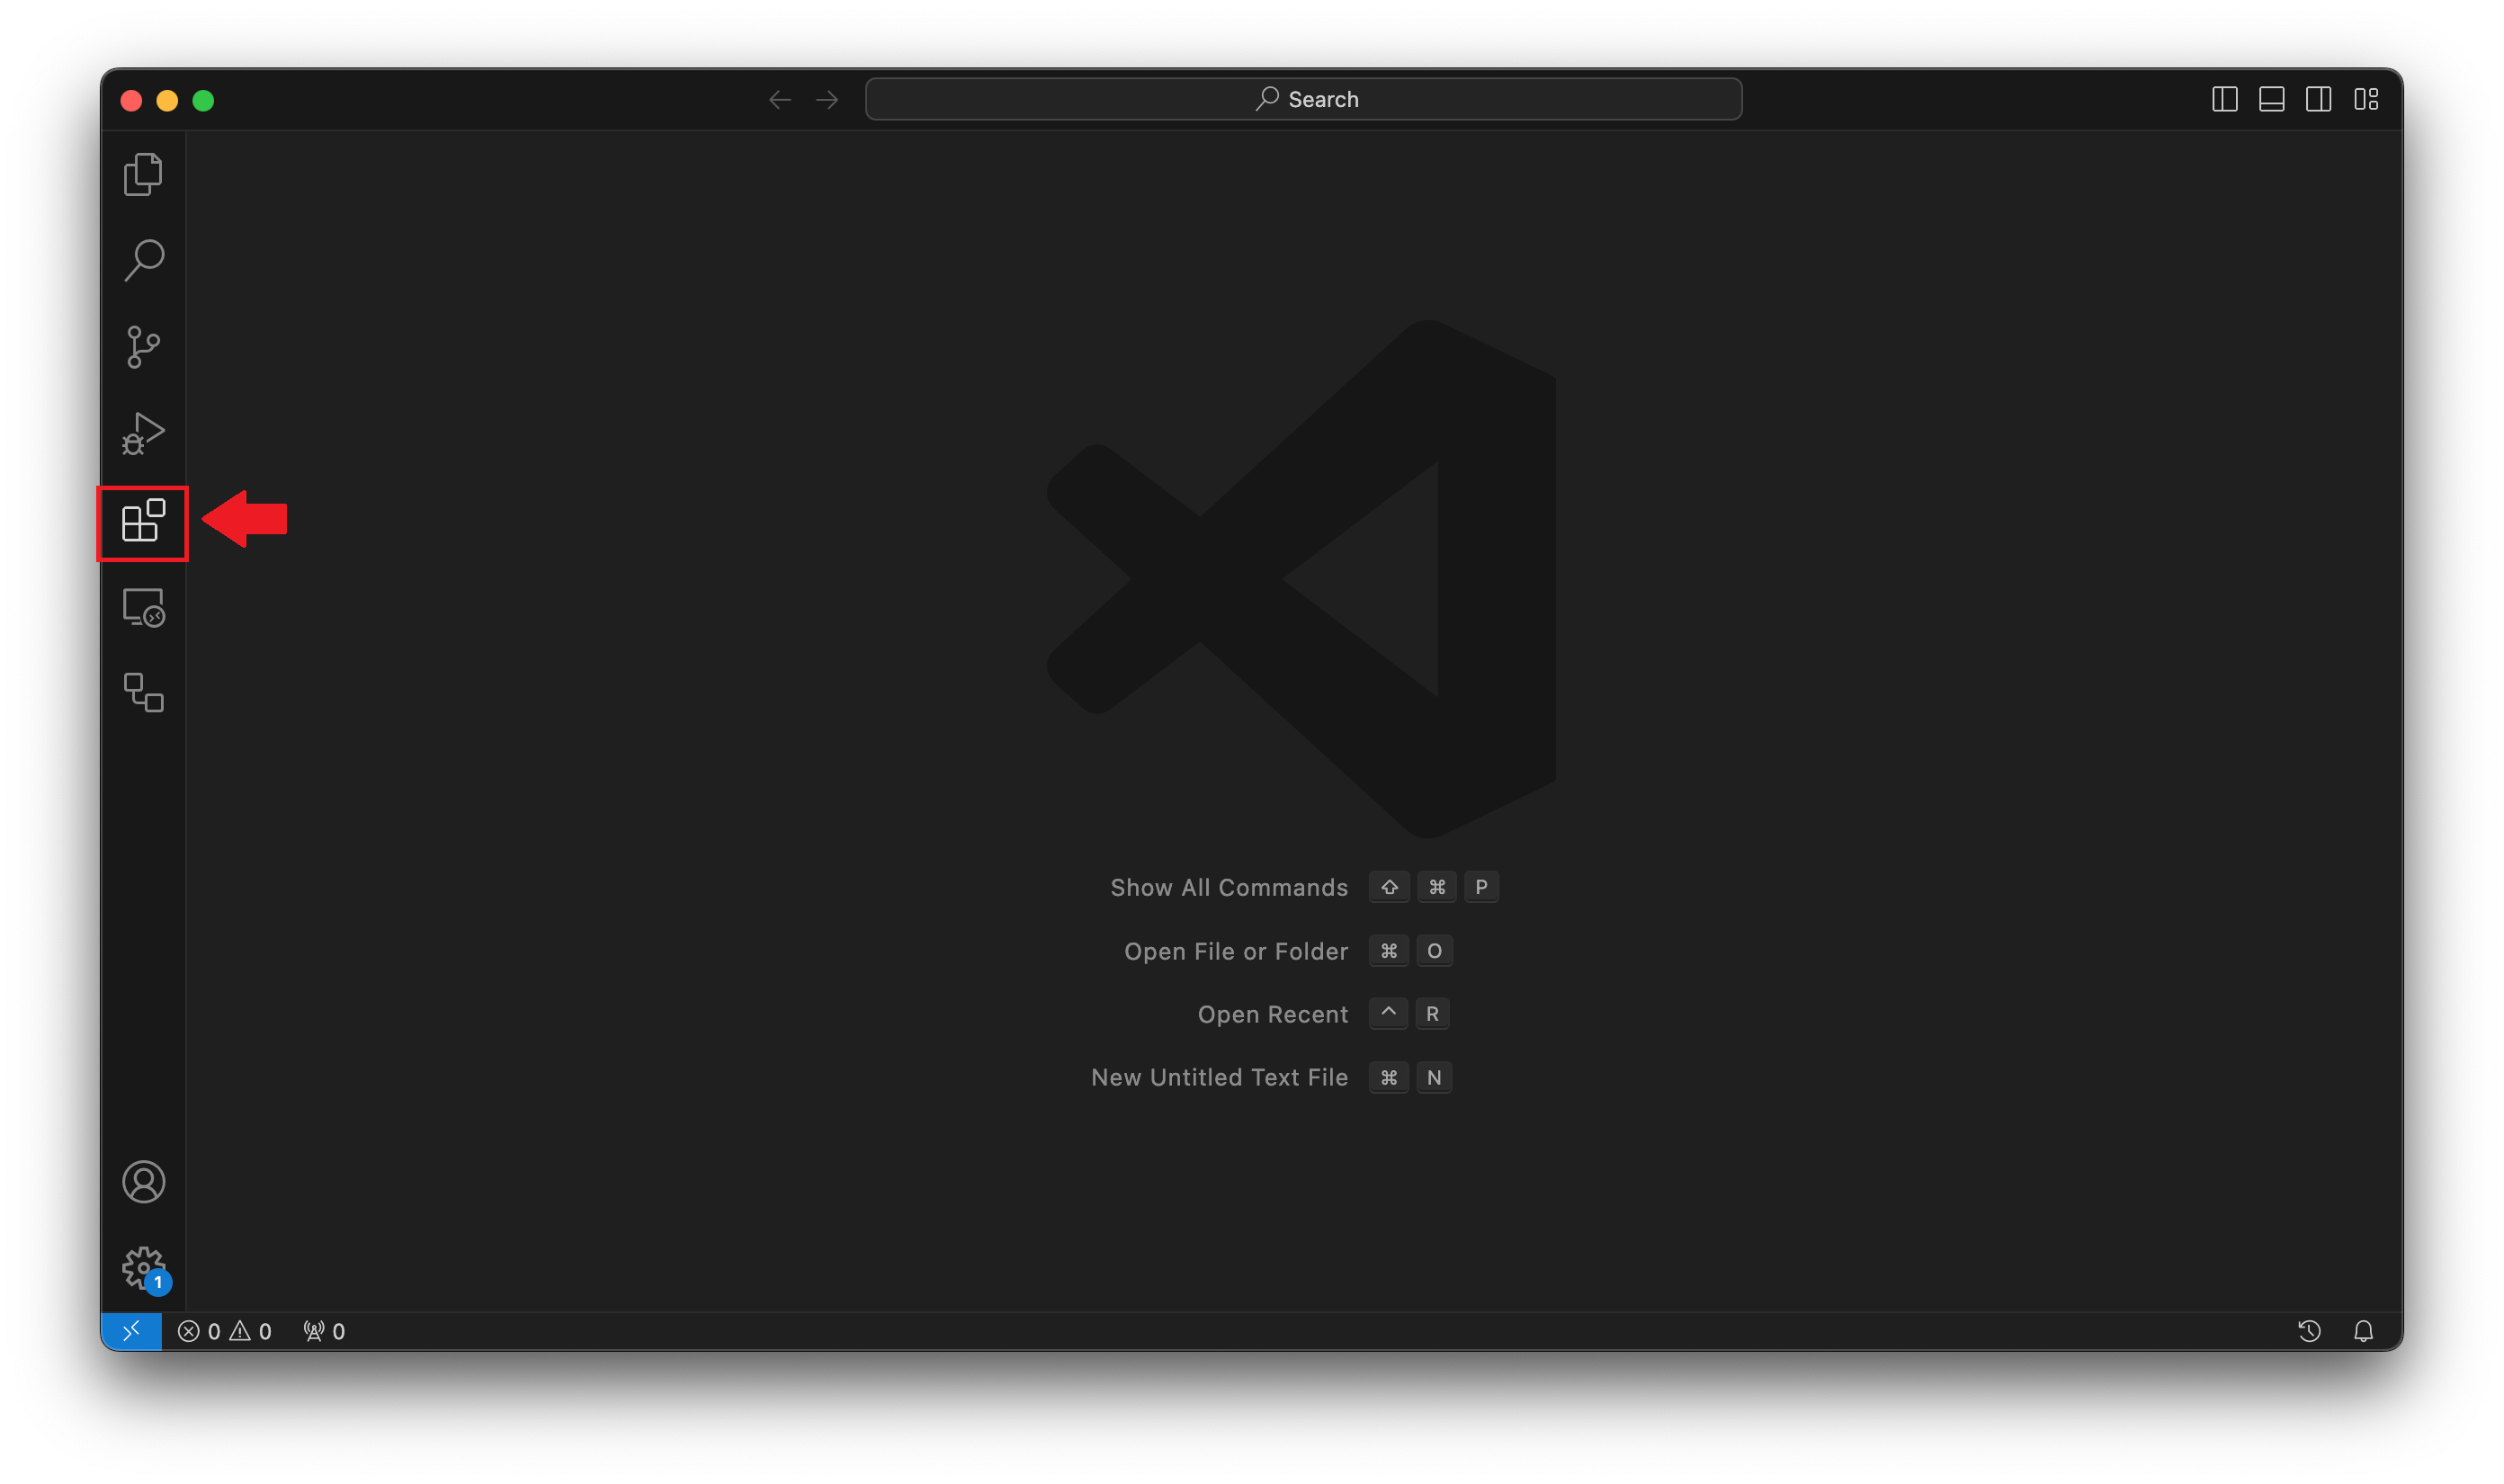 Search
Show All Commands ⇧ ⌘ P
Open File or Folder ⌘ O
Open Recent ^ R
New Untitled Text File ⌘ N
1
0 0 0